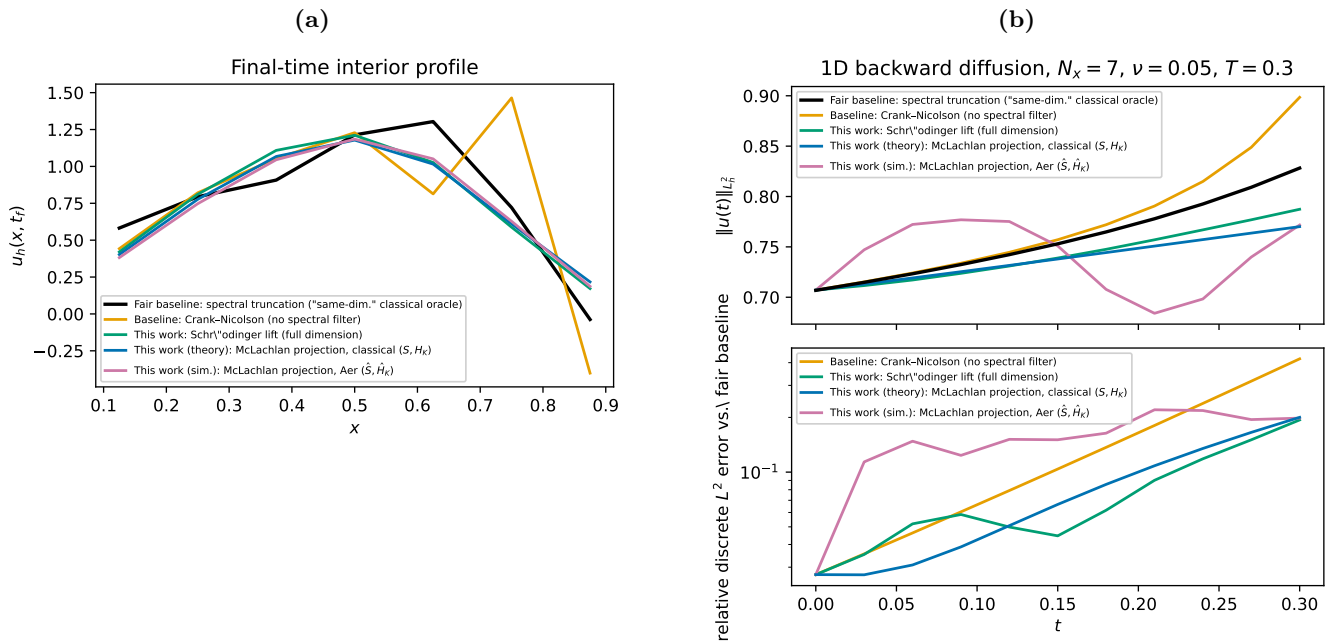 (a)
Final-time interior profile
1.50
1.25
1.00
0.75
0.50
0.25
0.00
−0.25
u_h(x, t_f)
Fair baseline: spectral truncation ("same-dim." classical oracle)
Baseline: Crank–Nicolson (no spectral filter)
This work: Schr\"odinger lift (full dimension)
This work (theory): McLachlan projection, classical (S, H_K)
This work (sim.): McLachlan projection, Aer (Ŝ, Ĥ_K)
0.1 0.2 0.3 0.4 0.5 0.6 0.7 0.8 0.9
x
(b)
1D backward diffusion, N_x = 7, ν = 0.05, T = 0.3
0.90
0.85
0.80
0.75
0.70
‖u(t)‖_{L_h^2}
Fair baseline: spectral truncation ("same-dim." classical oracle)
Baseline: Crank–Nicolson (no spectral filter)
This work: Schr\"odinger lift (full dimension)
This work (theory): McLachlan projection, classical (S, H_K)
This work (sim.): McLachlan projection, Aer (Ŝ, Ĥ_K)
relative discrete L² error vs.\ fair baseline
10⁻¹
Baseline: Crank–Nicolson (no spectral filter)
This work: Schr\"odinger lift (full dimension)
This work (theory): McLachlan projection, classical (S, H_K)
This work (sim.): McLachlan projection, Aer (Ŝ, Ĥ_K)
0.00 0.05 0.10 0.15 0.20 0.25 0.30
t